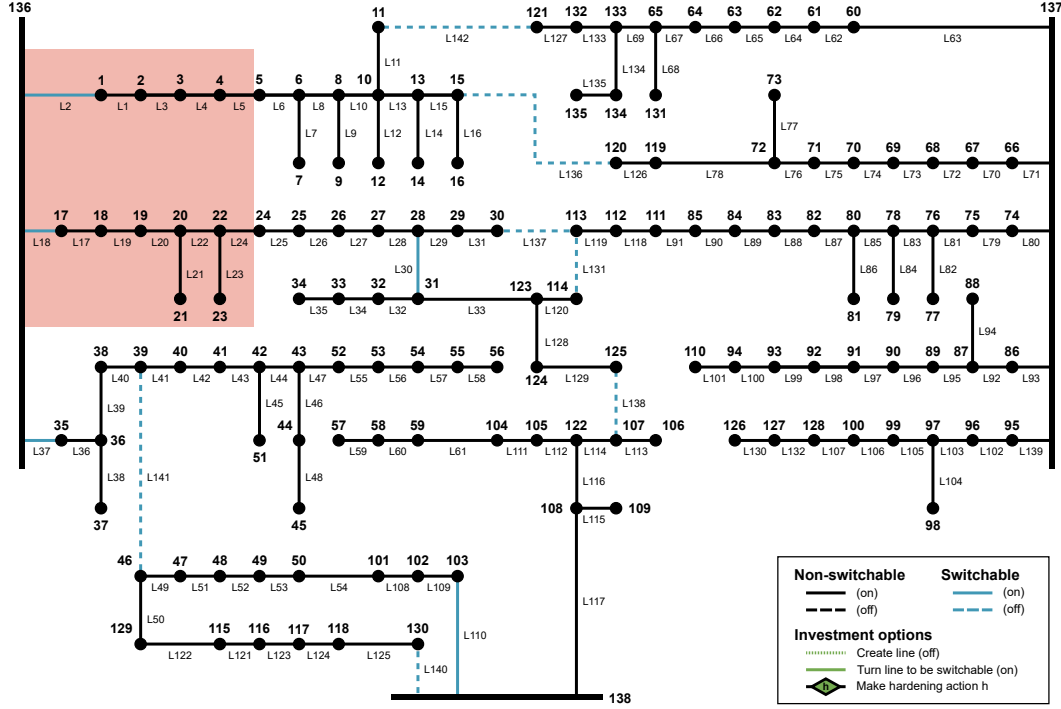 136
137
11
121 132 133 65 64 63 62 61 60
L142 L127 L133 L69 L67 L66 L65 L64 L62 L63
L11 L134 L68
1 2 3 4 5 6 8 10 13 15
L135
73
L2 L1 L3 L4 L5 L6 L8 L10 L13 L15
135 134 131
L7 L9 L12 L14 L16
L77
120 119 72 71 70 69 68 67 66
7 9 12 14 16
L136 L126 L78 L76 L75 L74 L73 L72 L70 L71
17 18 19 20 22 24 25 26 27 28 29 30
113 112 111 85 84 83 82 80 78 76 75 74
L18 L17 L19 L20 L22 L24 L25 L26 L27 L28 L29 L31 L137
L119 L118 L91 L90 L89 L88 L87 L85 L83 L81 L79 L80
L21 L23 L30 L131 L86 L84 L82
34 33 32 31 123 114
88
21 23
L35 L34 L32 L33 L120
81 79 77
L128 L94
38 39 40 41 42 43 52 53 54 55 56
125
110 94 93 92 91 90 89 87 86
L40 L41 L42 L43 L44 L47 L55 L56 L57 L58
124 L129
L101 L100 L99 L98 L97 L96 L95 L92 L93
L39 L45 L46 L138
35 36 44
57 58 59 104 105 122 107 106
126 127 128 100 99 97 96 95
L37 L36
51
L59 L60 L61 L111 L112 L114 L113
L130 L132 L107 L106 L105 L103 L102 L139
L38 L141 L48 L116 L104
37 45
108 L115 109
98
46 47 48 49 50 101 102 103
L49 L51 L52 L53 L54 L108 L109
L50 L110 L117
129 115 116 117 118 130
L122 L121 L123 L124 L125
L140
138
Non-switchable Switchable
(on) (on)
(off) (off)
Investment options
Create line (off)
Turn line to be switchable (on)
h Make hardening action h